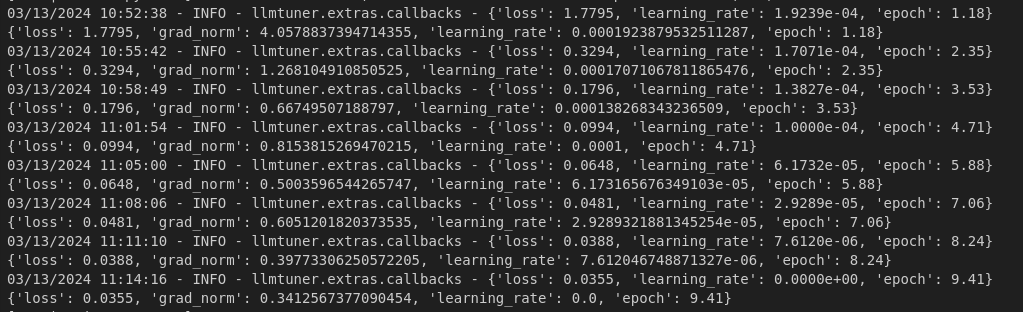 03/13/2024 10:52:38 - INFO - llmtuner.extras.callbacks - {'loss': 1.7795, 'learning_rate': 1.9239e-04, 'epoch': 1.18}
{'loss': 1.7795, 'grad_norm': 4.0578837394714355, 'learning_rate': 0.0001923879532511287, 'epoch': 1.18}
03/13/2024 10:55:42 - INFO - llmtuner.extras.callbacks - {'loss': 0.3294, 'learning_rate': 1.7071e-04, 'epoch': 2.35}
{'loss': 0.3294, 'grad_norm': 1.268104910850525, 'learning_rate': 0.00017071067811865476, 'epoch': 2.35}
03/13/2024 10:58:49 - INFO - llmtuner.extras.callbacks - {'loss': 0.1796, 'learning_rate': 1.3827e-04, 'epoch': 3.53}
{'loss': 0.1796, 'grad_norm': 0.66749507188797, 'learning_rate': 0.000138268343236509, 'epoch': 3.53}
03/13/2024 11:01:54 - INFO - llmtuner.extras.callbacks - {'loss': 0.0994, 'learning_rate': 1.0000e-04, 'epoch': 4.71}
{'loss': 0.0994, 'grad_norm': 0.8153815269470215, 'learning_rate': 0.0001, 'epoch': 4.71}
03/13/2024 11:05:00 - INFO - llmtuner.extras.callbacks - {'loss': 0.0648, 'learning_rate': 6.1732e-05, 'epoch': 5.88}
{'loss': 0.0648, 'grad_norm': 0.5003596544265747, 'learning_rate': 6.173165676349103e-05, 'epoch': 5.88}
03/13/2024 11:08:06 - INFO - llmtuner.extras.callbacks - {'loss': 0.0481, 'learning_rate': 2.9289e-05, 'epoch': 7.06}
{'loss': 0.0481, 'grad_norm': 0.6051201820373535, 'learning_rate': 2.9289321881345254e-05, 'epoch': 7.06}
03/13/2024 11:11:10 - INFO - llmtuner.extras.callbacks - {'loss': 0.0388, 'learning_rate': 7.6120e-06, 'epoch': 8.24}
{'loss': 0.0388, 'grad_norm': 0.39773306250572205, 'learning_rate': 7.612046748871327e-06, 'epoch': 8.24}
03/13/2024 11:14:16 - INFO - llmtuner.extras.callbacks - {'loss': 0.0355, 'learning_rate': 0.0000e+00, 'epoch': 9.41}
{'loss': 0.0355, 'grad_norm': 0.3412567377090454, 'learning_rate': 0.0, 'epoch': 9.41}